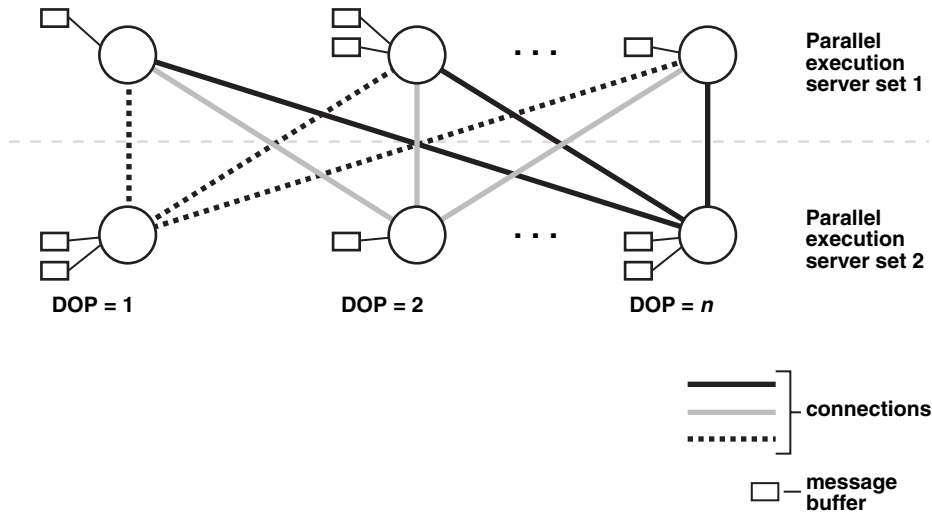 . . .
Parallel
execution
server set 1
. . .
Parallel
execution
server set 2
DOP = 1
DOP = 2
DOP = n
connections
message
buffer